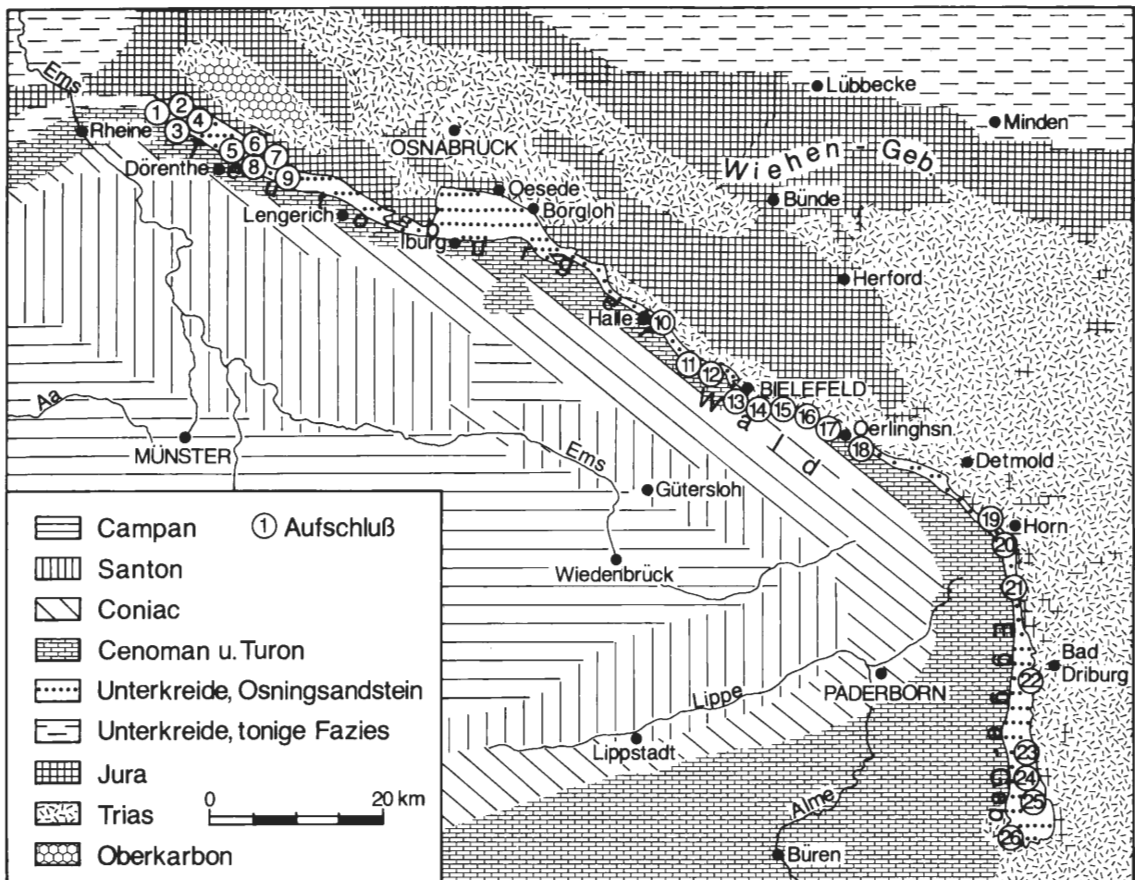 Ems
Rheine
1
2
3
4
5
6
7
8
9
Dörenthe
Lengerich
OSNABRÜCK
Oesede
Borgloh
Iburg
Lübbecke
Minden
Wiehen-Geb.
Bünde
Herford
Teutoburger Wald
Halle
10
11
12
BIELEFELD
13
14
15
16
17
Oerlinghsn
18
Detmold
19
Horn
20
21
Aa
MÜNSTER
Ems
Gütersloh
Wiedenbrück
Egge-Geb.
Bad
Driburg
22
PADERBORN
Lippe
Lippstadt
23
24
25
26
Alme
Büren
Campan
1 Aufschluß
Santon
Coniac
Cenoman u. Turon
Unterkreide, Osningsandstein
Unterkreide, tonige Fazies
Jura
Trias
0 20 km
Oberkarbon